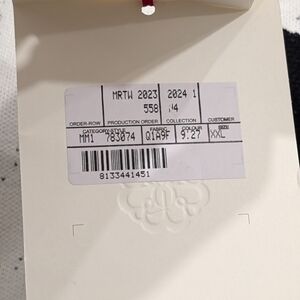 MRTW 2023 2024 1
558 4
ORDER-ROW PRODUCTION ORDER COLLECTION CUSTOMER
CATEGORY-STYLE FABRIC COLOUR SIZE
MM1 783074 Q1A9F 9.27 XXL
8133441451